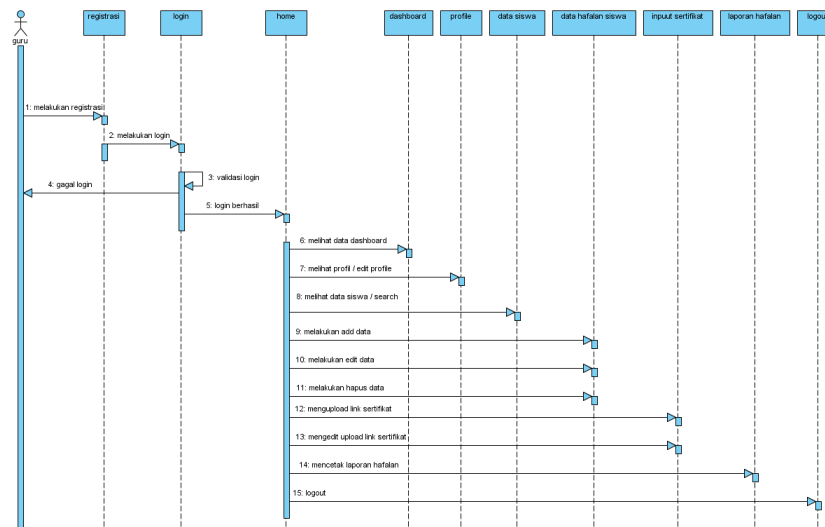 registrasi
login
home
dashboard
profile
data siswa
data hafalan siswa
inpuut sertifikat
laporan hafalan
logout
guru
1: melakukan registrasi
2: melakukan login
3: validasi login
4: gagal login
5: login berhasil
6: melihat data dashboard
7: melihat profil / edit profile
8: melihat data siswa / search
9: melakukan add data
10: melakukan edit data
11: melakukan hapus data
12: mengupload link sertifikat
13: mengedit upload link sertifikat
14: mencetak laporan hafalan
15: logout